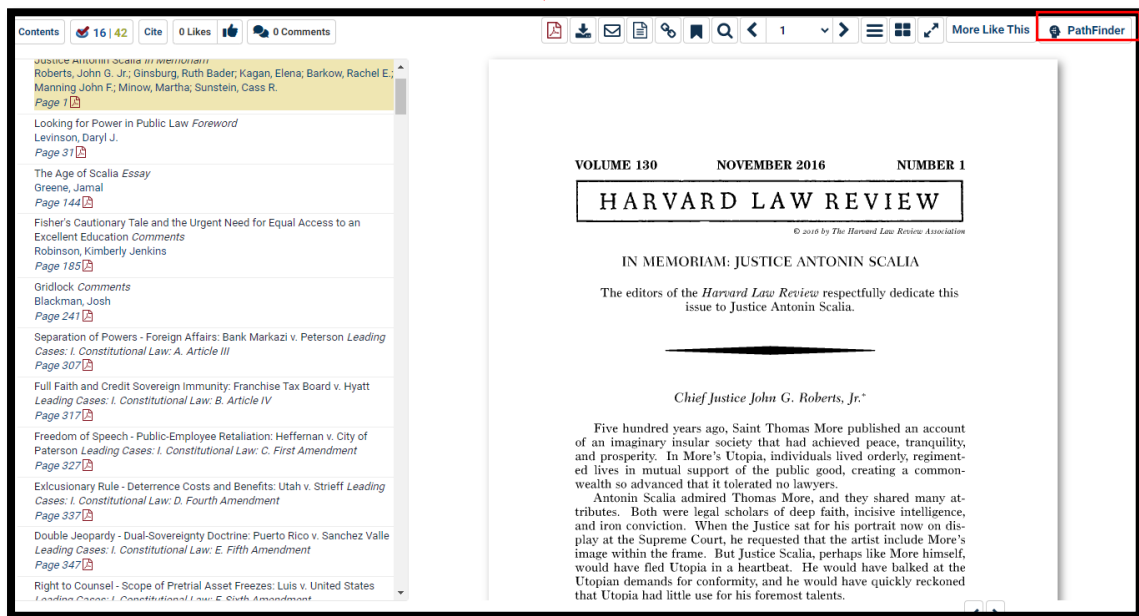 Contents 16|42 Cite 0 Likes 0 Comments 1 More Like This PathFinder
Justice Antonin Scalia In Memoriam
Roberts, John G. Jr.; Ginsburg, Ruth Bader; Kagan, Elena; Barkow, Rachel E.;
Manning John F.; Minow, Martha; Sunstein, Cass R.
Page 1
Looking for Power in Public Law Foreword
Levinson, Daryl J.
Page 31
The Age of Scalia Essay
Greene, Jamal
Page 144
Fisher's Cautionary Tale and the Urgent Need for Equal Access to an
Excellent Education Comments
Robinson, Kimberly Jenkins
Page 185
Gridlock Comments
Blackman, Josh
Page 241
Separation of Powers - Foreign Affairs: Bank Markazi v. Peterson Leading
Cases: I. Constitutional Law: A. Article III
Page 307
Full Faith and Credit Sovereign Immunity: Franchise Tax Board v. Hyatt
Leading Cases: I. Constitutional Law: B. Article IV
Page 317
Freedom of Speech - Public-Employee Retaliation: Heffernan v. City of
Paterson Leading Cases: I. Constitutional Law: C. First Amendment
Page 327
Exlcusionary Rule - Deterrence Costs and Benefits: Utah v. Strieff Leading
Cases: I. Constitutional Law: D. Fourth Amendment
Page 337
Double Jeopardy - Dual-Sovereignty Doctrine: Puerto Rico v. Sanchez Valle
Leading Cases: I. Constitutional Law: E. Fifth Amendment
Page 347
Right to Counsel - Scope of Pretrial Asset Freezes: Luis v. United States
Leading Cases: I. Constitutional Law: F. Sixth Amendment
VOLUME 130 NOVEMBER 2016 NUMBER 1
HARVARD LAW REVIEW
© 2016 by The Harvard Law Review Association
IN MEMORIAM: JUSTICE ANTONIN SCALIA
The editors of the Harvard Law Review respectfully dedicate this
issue to Justice Antonin Scalia.
Chief Justice John G. Roberts, Jr.*
Five hundred years ago, Saint Thomas More published an account
of an imaginary insular society that had achieved peace, tranquility,
and prosperity. In More's Utopia, individuals lived orderly, regiment-
ed lives in mutual support of the public good, creating a common-
wealth so advanced that it tolerated no lawyers.
Antonin Scalia admired Thomas More, and they shared many at-
tributes. Both were legal scholars of deep faith, incisive intelligence,
and iron conviction. When the Justice sat for his portrait now on dis-
play at the Supreme Court, he requested that the artist include More's
image within the frame. But Justice Scalia, perhaps like More himself,
would have fled Utopia in a heartbeat. He would have balked at the
Utopian demands for conformity, and he would have quickly reckoned
that Utopia had little use for his foremost talents.